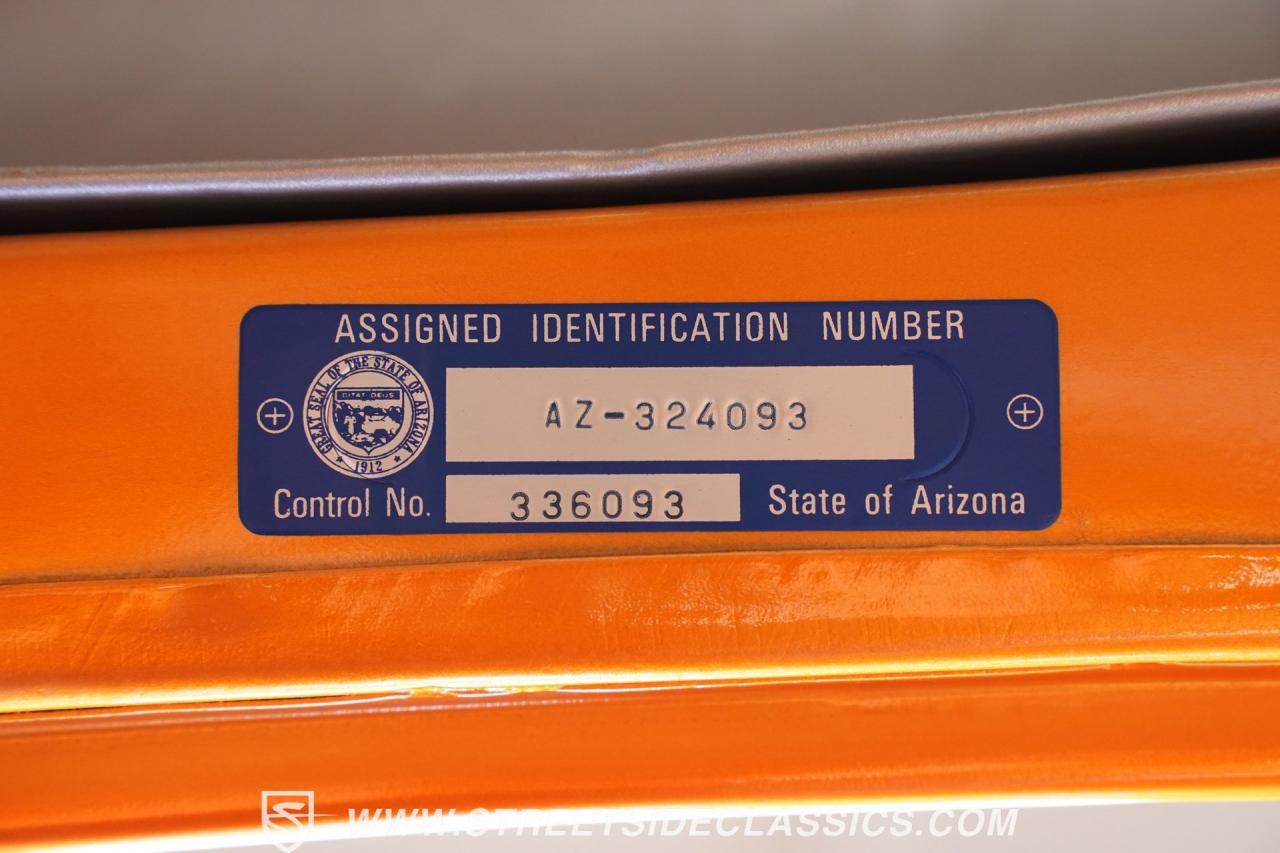 ASSIGNED IDENTIFICATION NUMBER
GREAT SEAL OF THE STATE OF ARIZONA
DITAT DEUS
1912
AZ-324093
Control No. 336093 State of Arizona
WWW.STREETSIDECLASSICS.COM